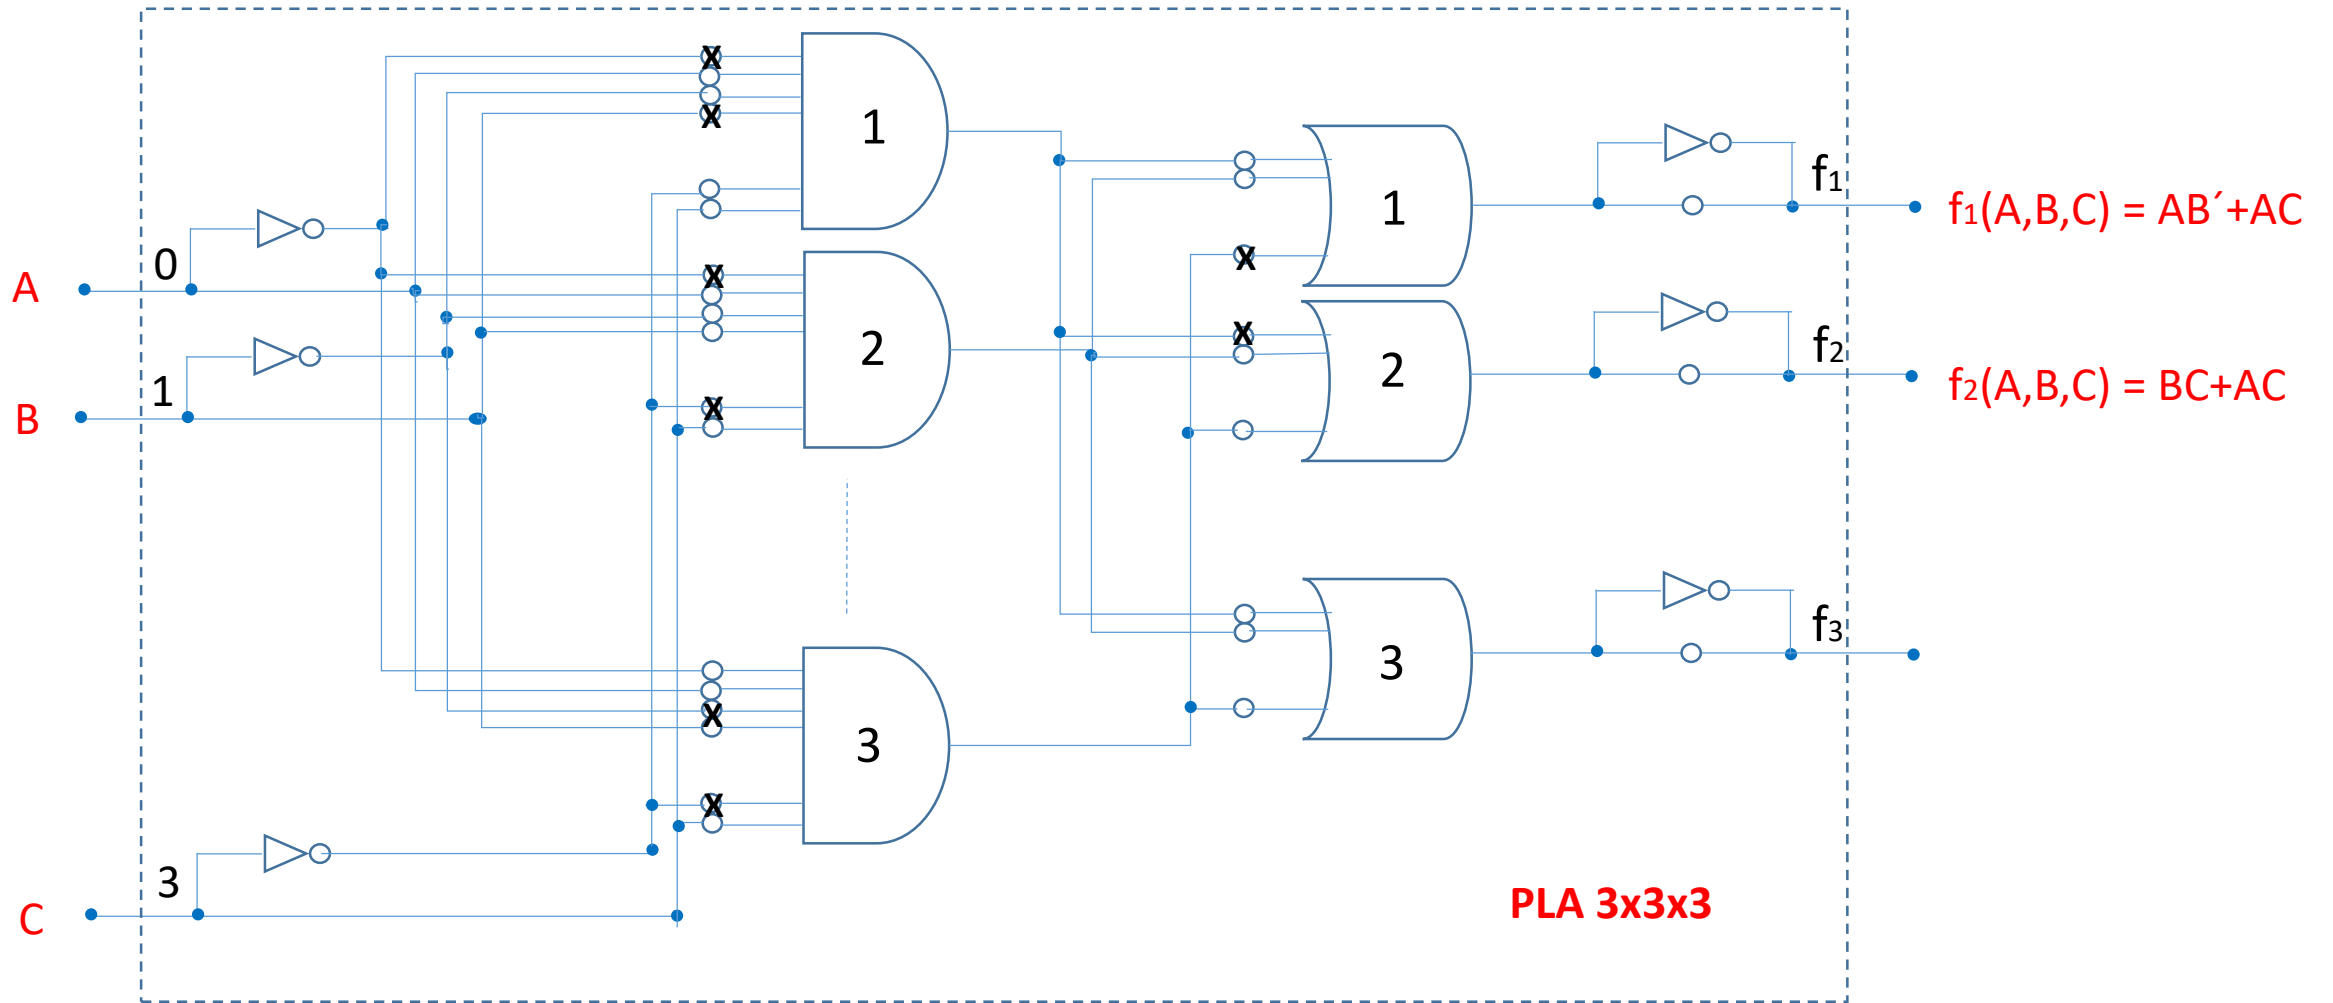 X
X
1
f₁
1
f₁(A,B,C) = AB´+AC
0
A
X
X
2
X
f₂
2
f₂(A,B,C) = BC+AC
1
B
X
f₃
3
X
3
X
3
C
PLA 3x3x3